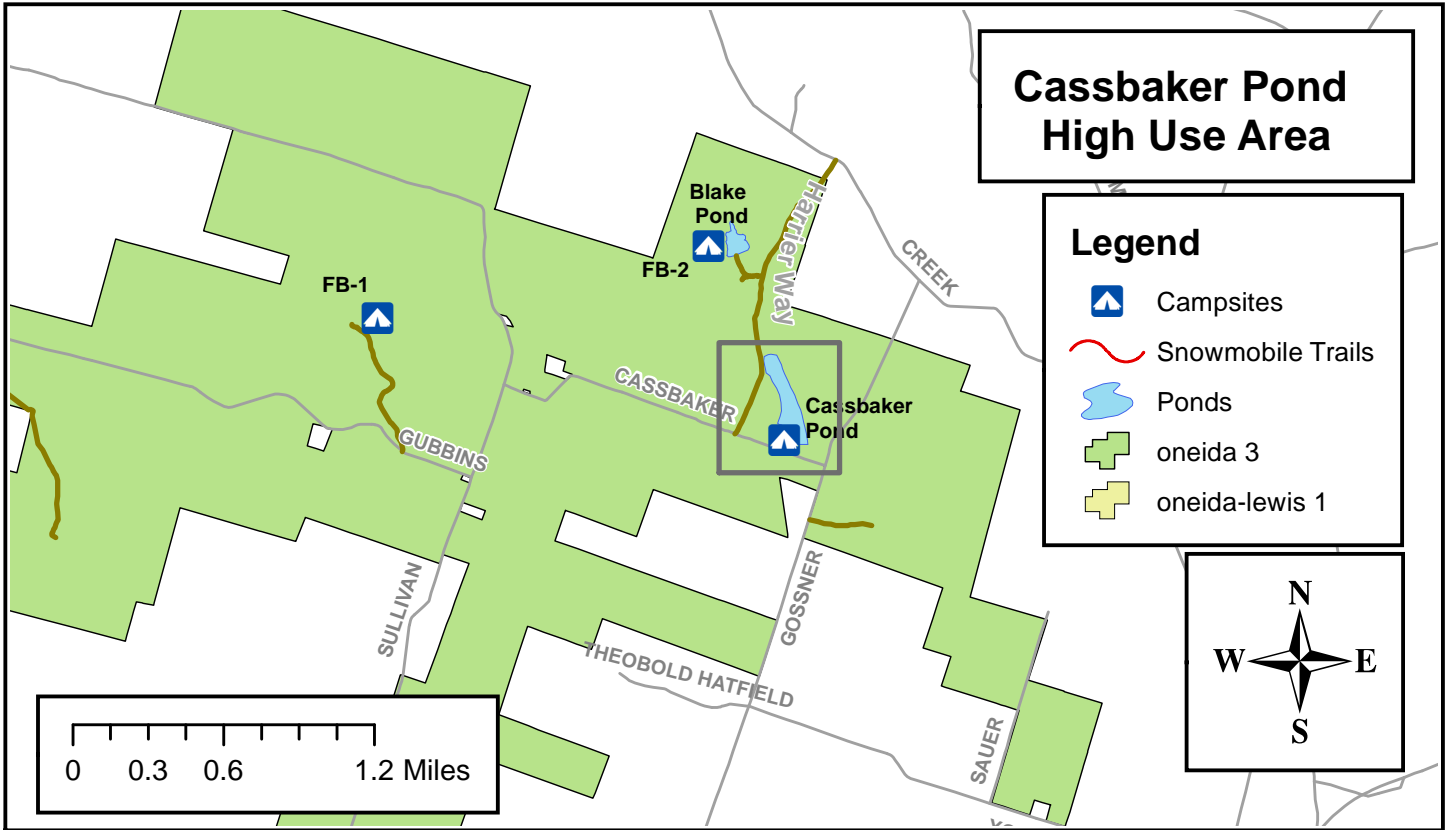 Cassbaker Pond
High Use Area
Legend
Campsites
Snowmobile Trails
Ponds
oneida 3
oneida-lewis 1
Blake
Pond
FB-2
FB-1
Harrier Way
CREEK
CASSBAKER
Cassbaker
Pond
GUBBINS
SULLIVAN
GOSSNER
THEOBOLD HATFIELD
SAUER
N
W E
S
0 0.3 0.6 1.2 Miles